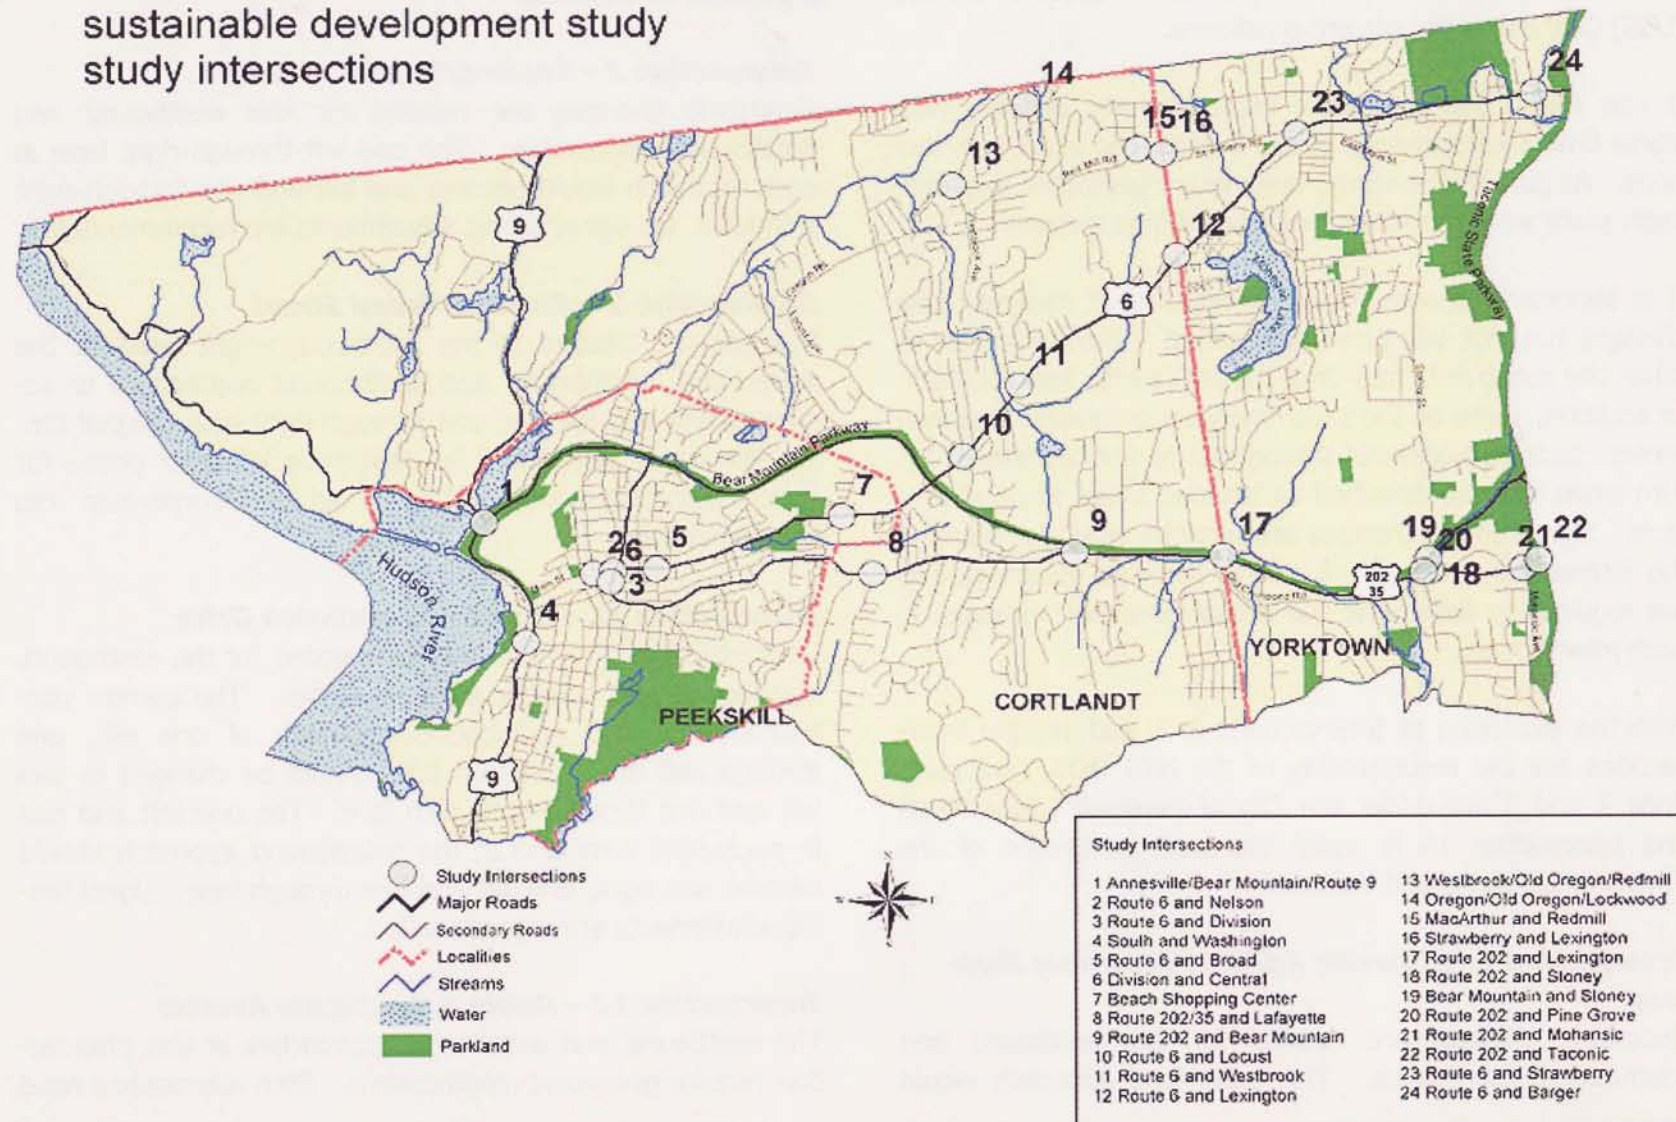 sustainable development study
study intersections
14
24
23
15
16
13
12
9
6
11
10
Bear Mountain Parkway
Taconic State Parkway
Mohegan Lake
Locust Ave
1
7
5
2
6
3
8
9
17
19
20
21
22
18
202
35
4
Hudson River
YORKTOWN
CORTLANDT
PEEKSKILL
9
Study Intersections
Major Roads
Secondary Roads
Localities
Streams
Water
Parkland
Study Intersections
1 Annesville/Bear Mountain/Route 9
2 Route 6 and Nelson
3 Route 6 and Division
4 South and Washington
5 Route 6 and Broad
6 Division and Central
7 Beach Shopping Center
8 Route 202/35 and Lafayette
9 Route 202 and Bear Mountain
10 Route 6 and Locust
11 Route 6 and Westbrook
12 Route 6 and Lexington
13 Westbrook/Old Oregon/Redmill
14 Oregon/Old Oregon/Lockwood
15 MacArthur and Redmill
16 Strawberry and Lexington
17 Route 202 and Lexington
18 Route 202 and Stoney
19 Bear Mountain and Stoney
20 Route 202 and Pine Grove
21 Route 202 and Mohansic
22 Route 202 and Taconic
23 Route 6 and Strawberry
24 Route 6 and Barger